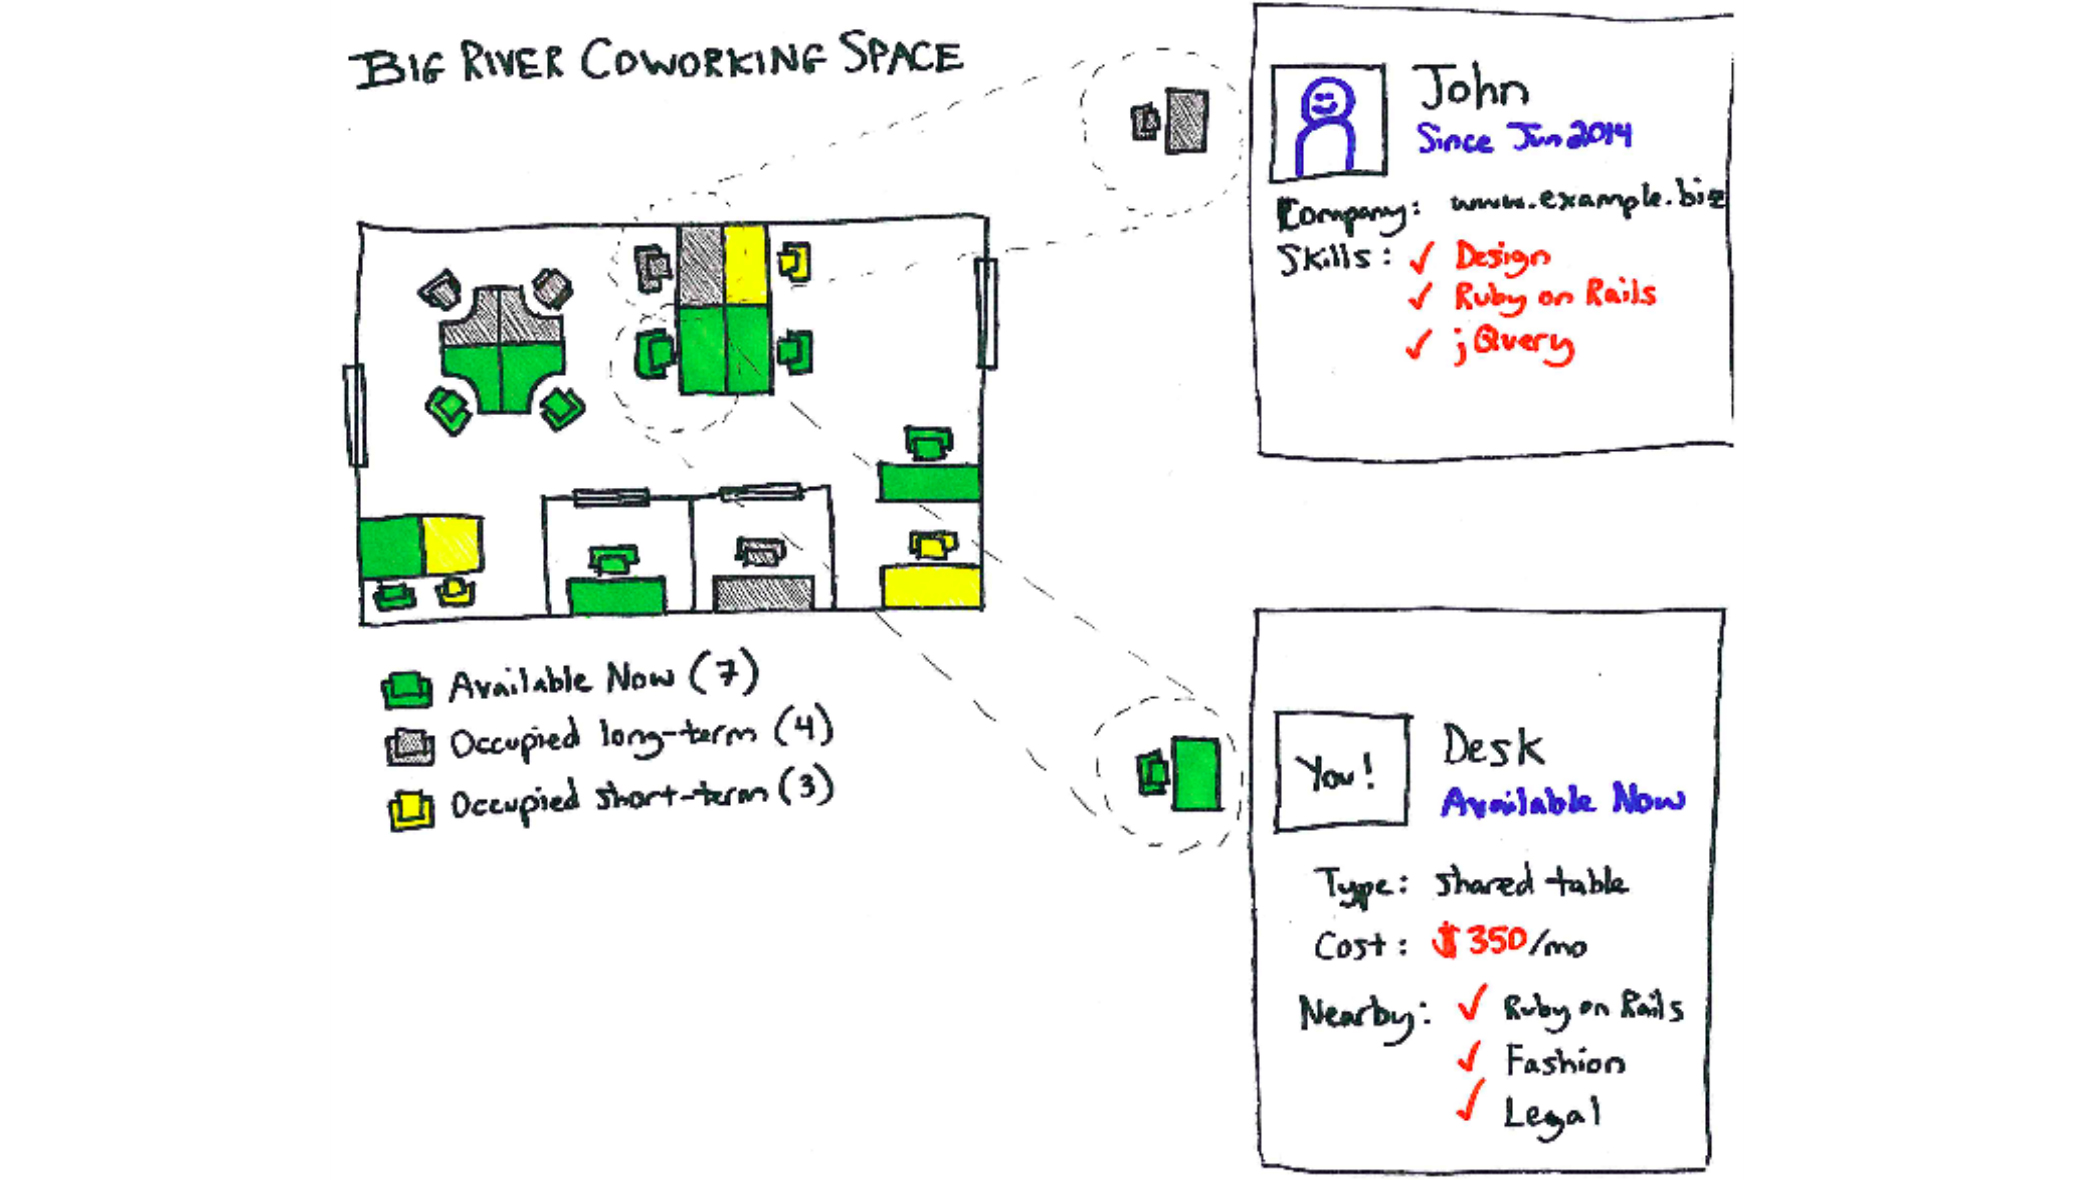 BIG RIVER COWORKING SPACE
John
Since Jun 2014
Company: www.example.biz
Skills: ✓ Design
✓ Ruby on Rails
✓ jQuery
Available Now (7)
Occupied long-term (4)
Occupied short-term (3)
You!
Desk
Available Now
Type: shared table
Cost: $350/mo
Nearby: ✓ Ruby on Rails
✓ Fashion
✓ Legal